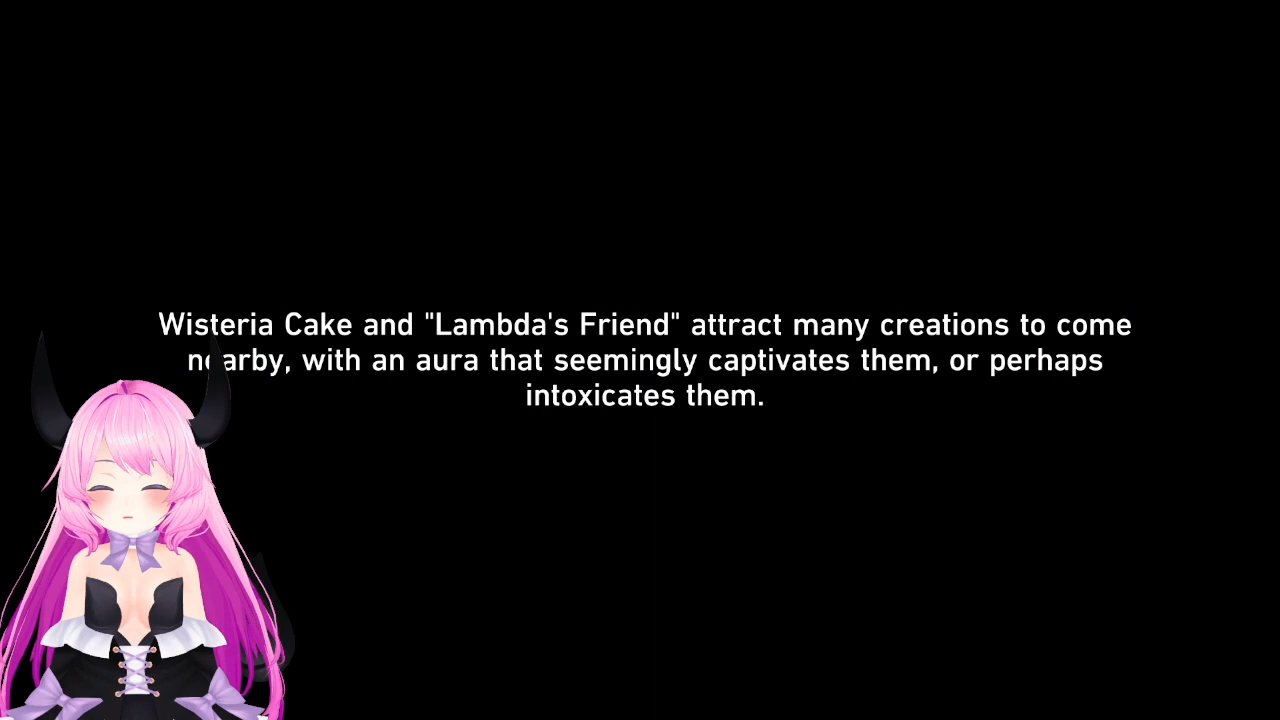 Wisteria Cake and "Lambda's Friend" attract many creations to come
nearby, with an aura that seemingly captivates them, or perhaps
intoxicates them.